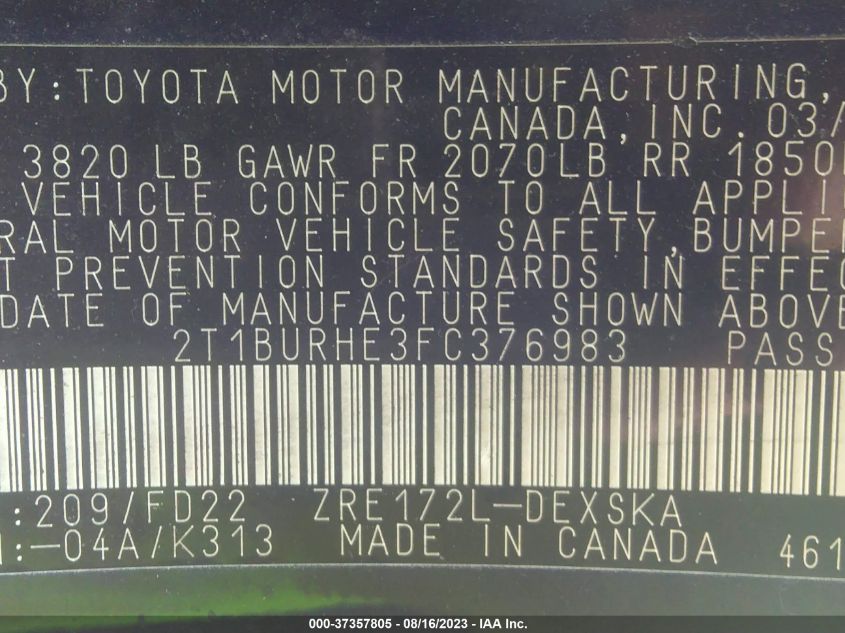 BY: TOYOTA MOTOR MANUFACTURING,
CANADA, INC. 03/
3820 LB GAWR FR 2070LB, RR 1850
VEHICLE CONFORMS TO ALL APPLI
RAL MOTOR VEHICLE SAFETY, BUMPER
T PREVENTION STANDARDS IN EFFEC
DATE OF MANUFACTURE SHOWN ABOVE
2T1BURHE3FC376983 PASS
:209/FD22 ZRE172L-DEXSKA
:-04A/K313 MADE IN CANADA 461
000-37357805 - 08/16/2023 - IAA Inc.